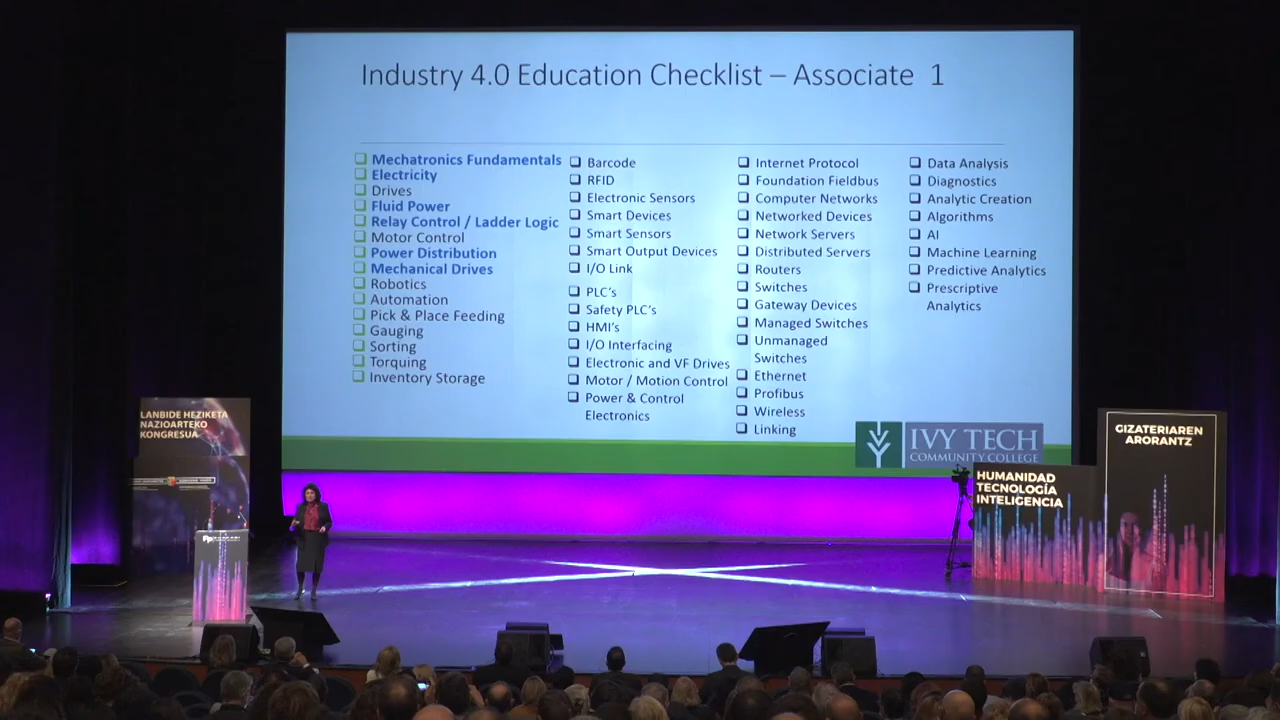 Industry 4.0 Education Checklist – Associate 1
Mechatronics Fundamentals
Electricity
Drives
Fluid Power
Relay Control / Ladder Logic
Motor Control
Power Distribution
Mechanical Drives
Robotics
Automation
Pick & Place Feeding
Gauging
Sorting
Torquing
Inventory Storage
Barcode
RFID
Electronic Sensors
Smart Devices
Smart Sensors
Smart Output Devices
I/O Link
PLC's
Safety PLC's
HMI's
I/O Interfacing
Electronic and VF Drives
Motor / Motion Control
Power & Control
Electronics
Internet Protocol
Foundation Fieldbus
Computer Networks
Networked Devices
Network Servers
Distributed Servers
Routers
Switches
Gateway Devices
Managed Switches
Unmanaged
Switches
Ethernet
Profibus
Wireless
Linking
Data Analysis
Diagnostics
Analytic Creation
Algorithms
AI
Machine Learning
Predictive Analytics
Prescriptive
Analytics
IVY TECH
COMMUNITY COLLEGE
LANBIDE HEZIKETA
NAZIOARTEKO
KONGRESUA
HUMANIDAD
TECNOLOGÍA
INTELIGENCIA
GIZATERIAREN
ARORANTZ